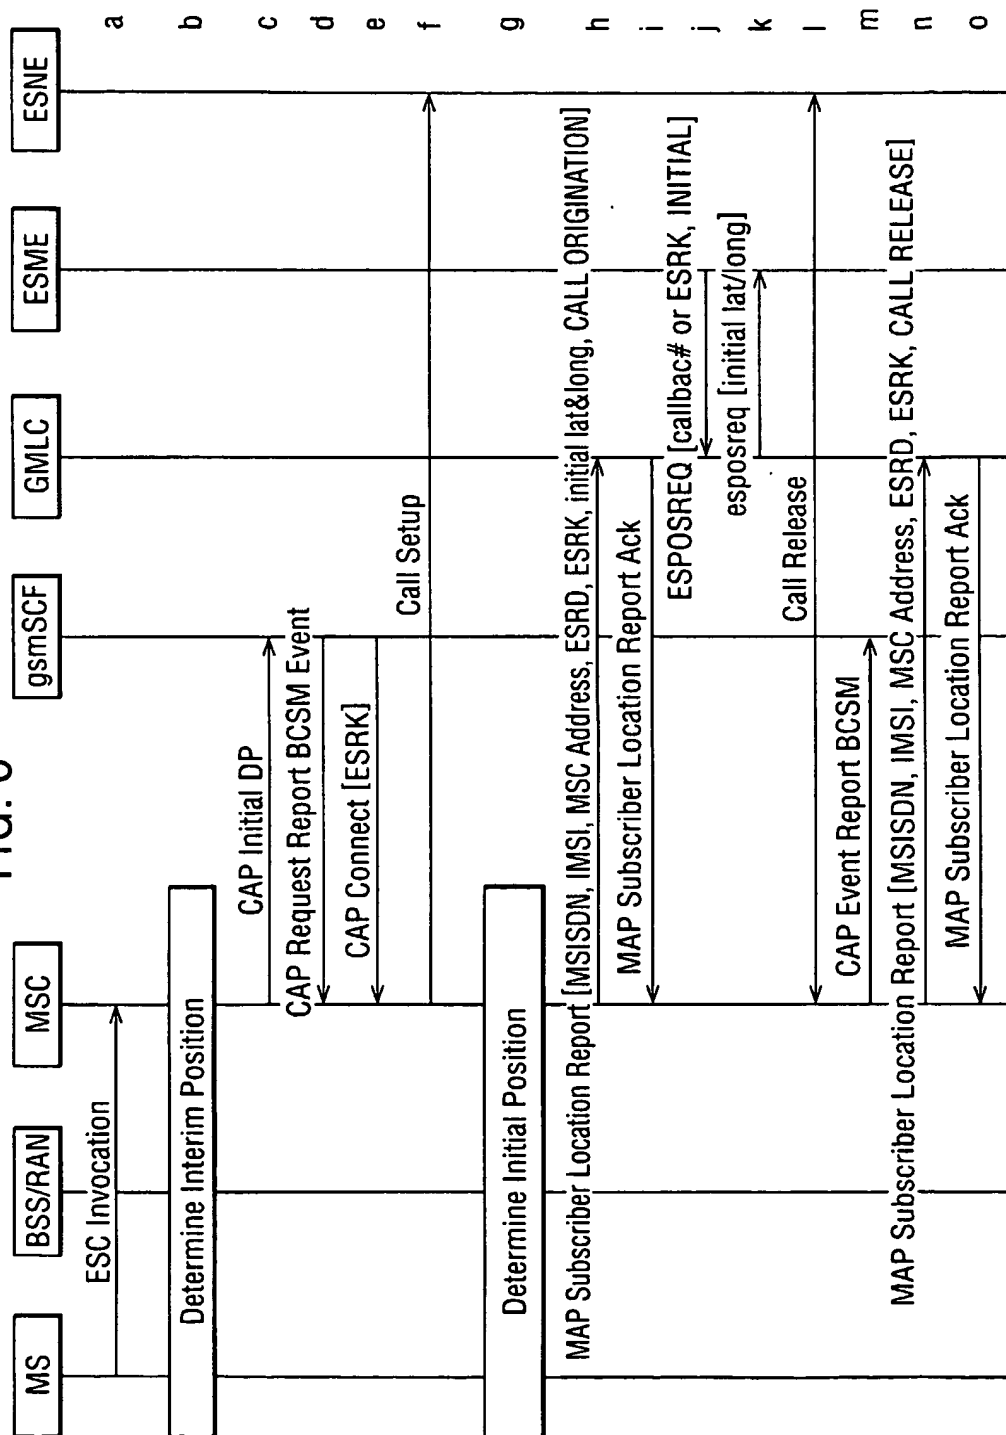 MS
BSS/RAN
MSC
gsmSCF
GMLC
ESME
ESNE
ESC Invocation
a
Determine Interim Position
b
CAP Initial DP
c
CAP Request Report BCSM Event
d
CAP Connect [ESRK]
e
Call Setup
f
Determine Initial Position
g
MAP Subscriber Location Report [MSISDN, IMSI, MSC Address, ESRD, ESRK, initial lat&long, CALL ORIGINATION]
h
MAP Subscriber Location Report Ack
i
ESPOSREQ [callbac# or ESRK, INITIAL]
j
esposreq [initial lat/long]
k
Call Release
l
CAP Event Report BCSM
m
MAP Subscriber Location Report [MSISDN, IMSI, MSC Address, ESRD, ESRK, CALL RELEASE]
n
MAP Subscriber Location Report Ack
o